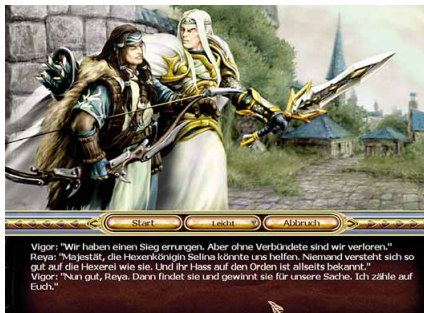 Start Leicht Abbruch
Vigor: "Wir haben einen Sieg errungen. Aber ohne Verbündete sind wir verloren."
Reya: "Majestät, die Hexenkönigin Selina könnte uns helfen. Niemand versteht sich so
gut auf die Hexerei wie sie. Und ihr Hass auf den Orden ist allseits bekannt."
Vigor: "Nun gut, Reya. Dann findet sie und gewinnt sie für unsere Sache. Ich zähle auf
Euch."